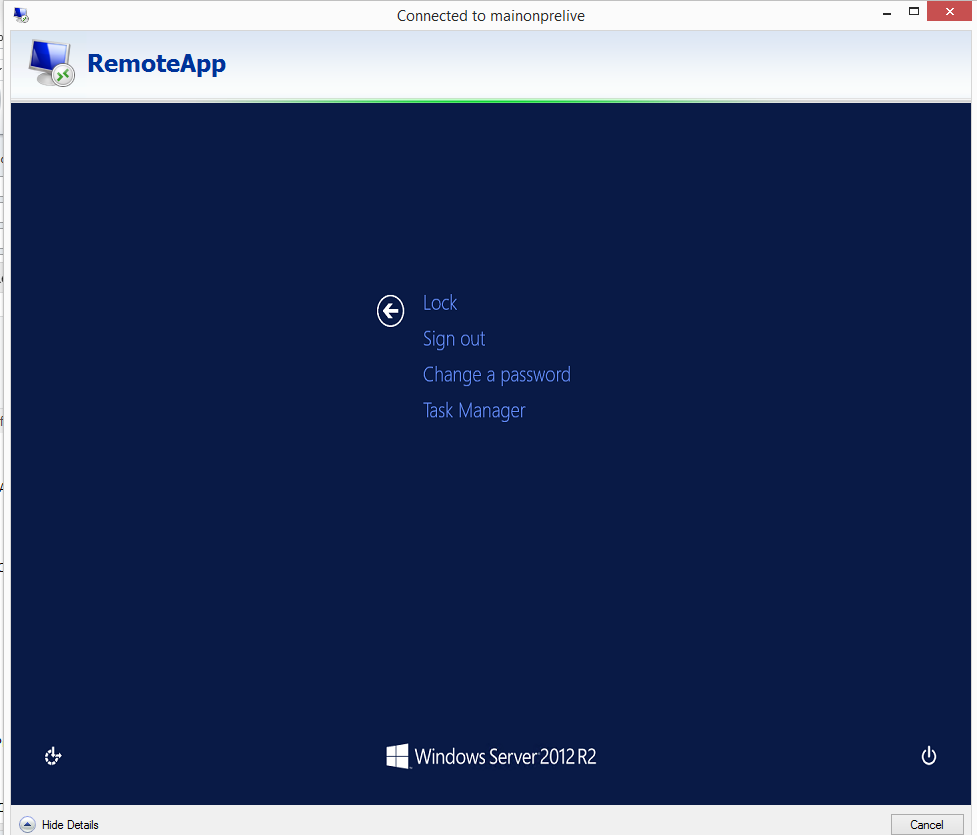 Connected to mainonprelive
RemoteApp
Lock
Sign out
Change a password
Task Manager
Windows Server 2012 R2
Hide Details
Cancel